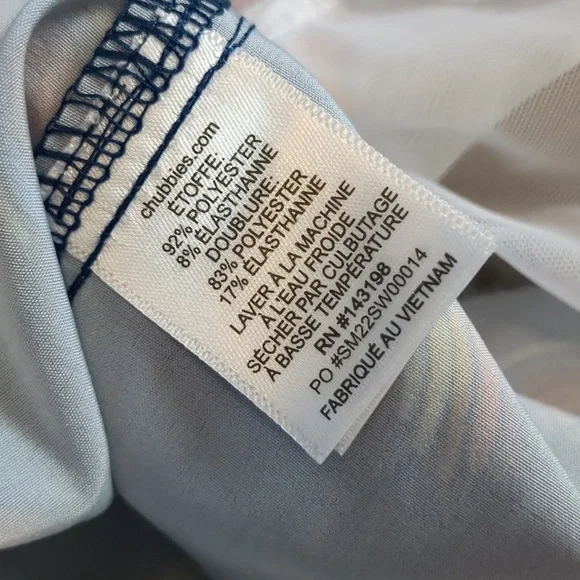 chubbies.com
ÉTOFFE.
92% POLYESTER
8% ÉLASTHANNE
DOUBLURE.
83% POLYESTER
17% ÉLASTHANNE
LAVER À LA MACHINE
À L'EAU FROIDE
SÉCHER PAR CULBUTAGE
À BASSE TEMPÉRATURE
RN #143198
PO #SM22SW00014
FABRIQUÉ AU VIETNAM